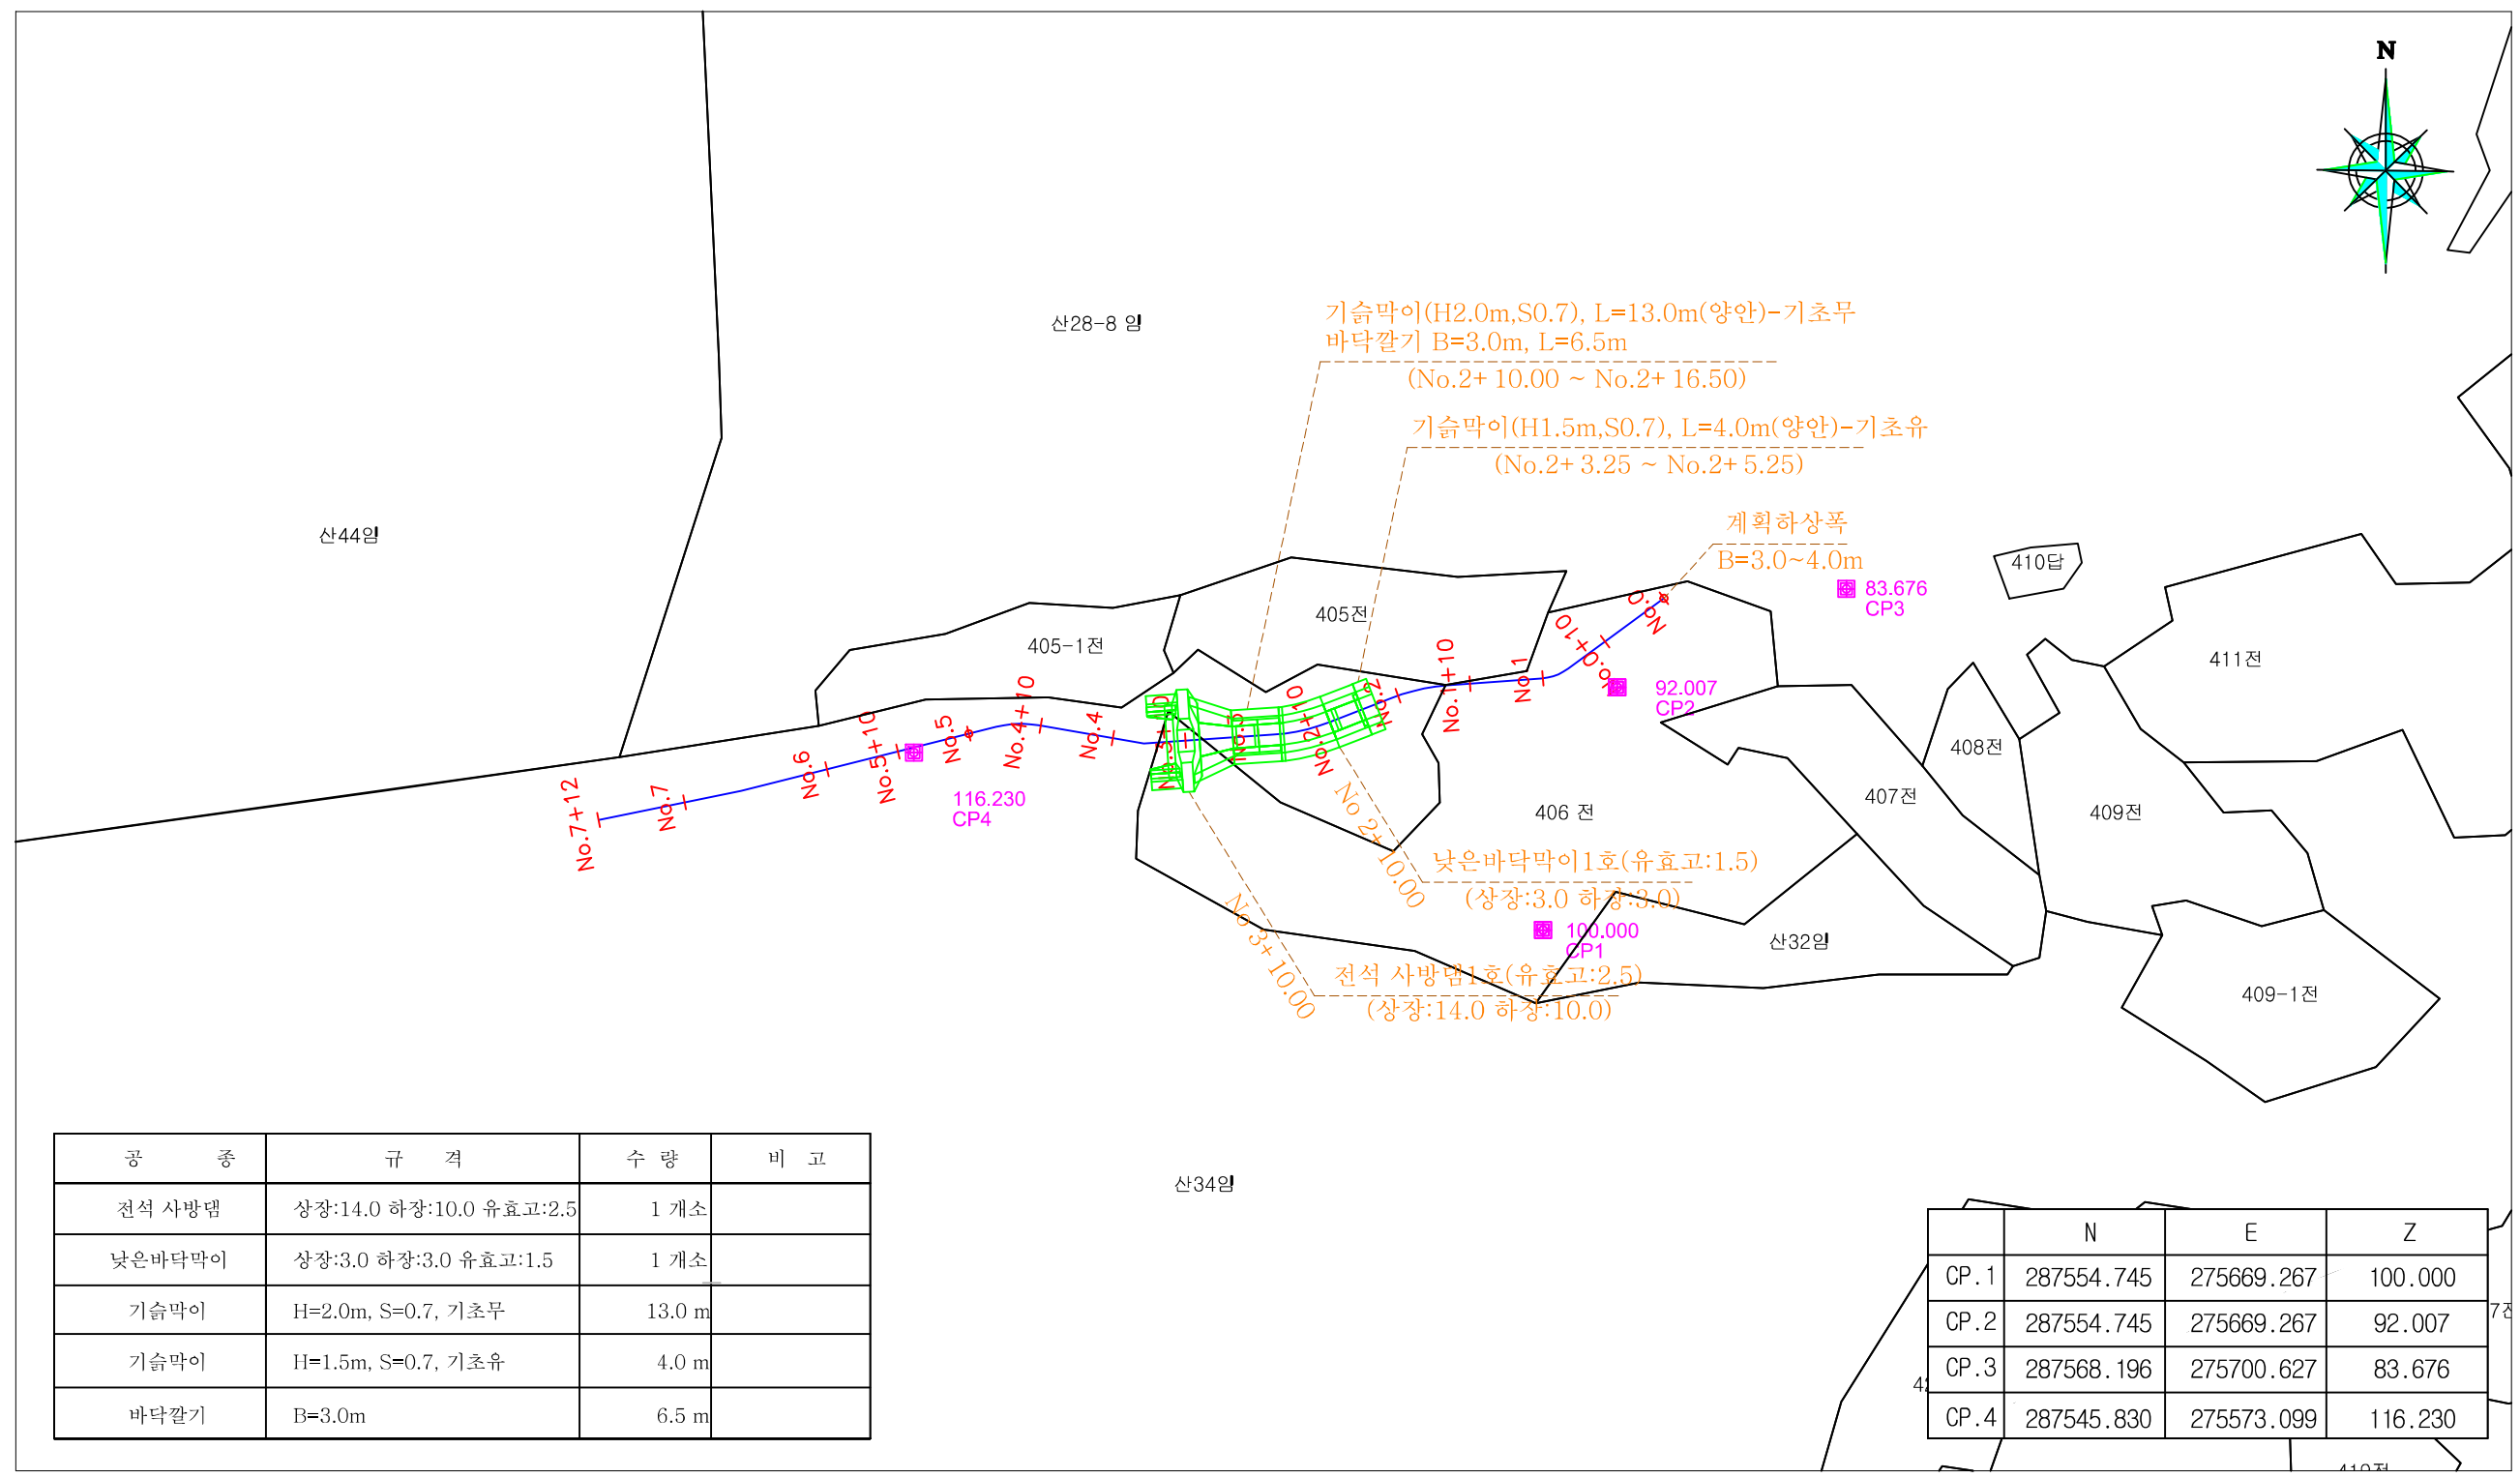 N
산28-8 임
기슭막이(H2.0m,S0.7), L=13.0m(양안)-기초무
바닥깔기 B=3.0m, L=6.5m
(No.2+10.00 ~ No.2+16.50)
기슭막이(H1.5m,S0.7), L=4.0m(양안)-기초유
(No.2+3.25 ~ No.2+5.25)
산44임
계획하상폭
B=3.0~4.0m
410답
83.676
CP3
405전
405-1전
411전
No.0
No.0+10
No.1
No.1+10
No.2
No.2+10
No.3
No.3+10
No.4
No.4+10
No.5
No.5+10
No.6
No.7
No.7+12
92.007
CP2
408전
116.230
CP4
406 전
407전
409전
No 2+10.00
낮은바닥막이1호(유효고:1.5)
(상장:3.0 하장:3.0)
100.000
CP1
산32임
No 3+10.00
전석 사방댐1호(유효고:2.5)
(상장:14.0 하장:10.0)
409-1전
산34임
공 종 규 격 수 량 비 고
전석 사방댐 상장:14.0 하장:10.0 유효고:2.5 1 개소
낮은바닥막이 상장:3.0 하장:3.0 유효고:1.5 1 개소
기슭막이 H=2.0m, S=0.7, 기초무 13.0 m
기슭막이 H=1.5m, S=0.7, 기초유 4.0 m
바닥깔기 B=3.0m 6.5 m
N E Z
CP.1 287554.745 275669.267 100.000
CP.2 287554.745 275669.267 92.007
CP.3 287568.196 275700.627 83.676
CP.4 287545.830 275573.099 116.230